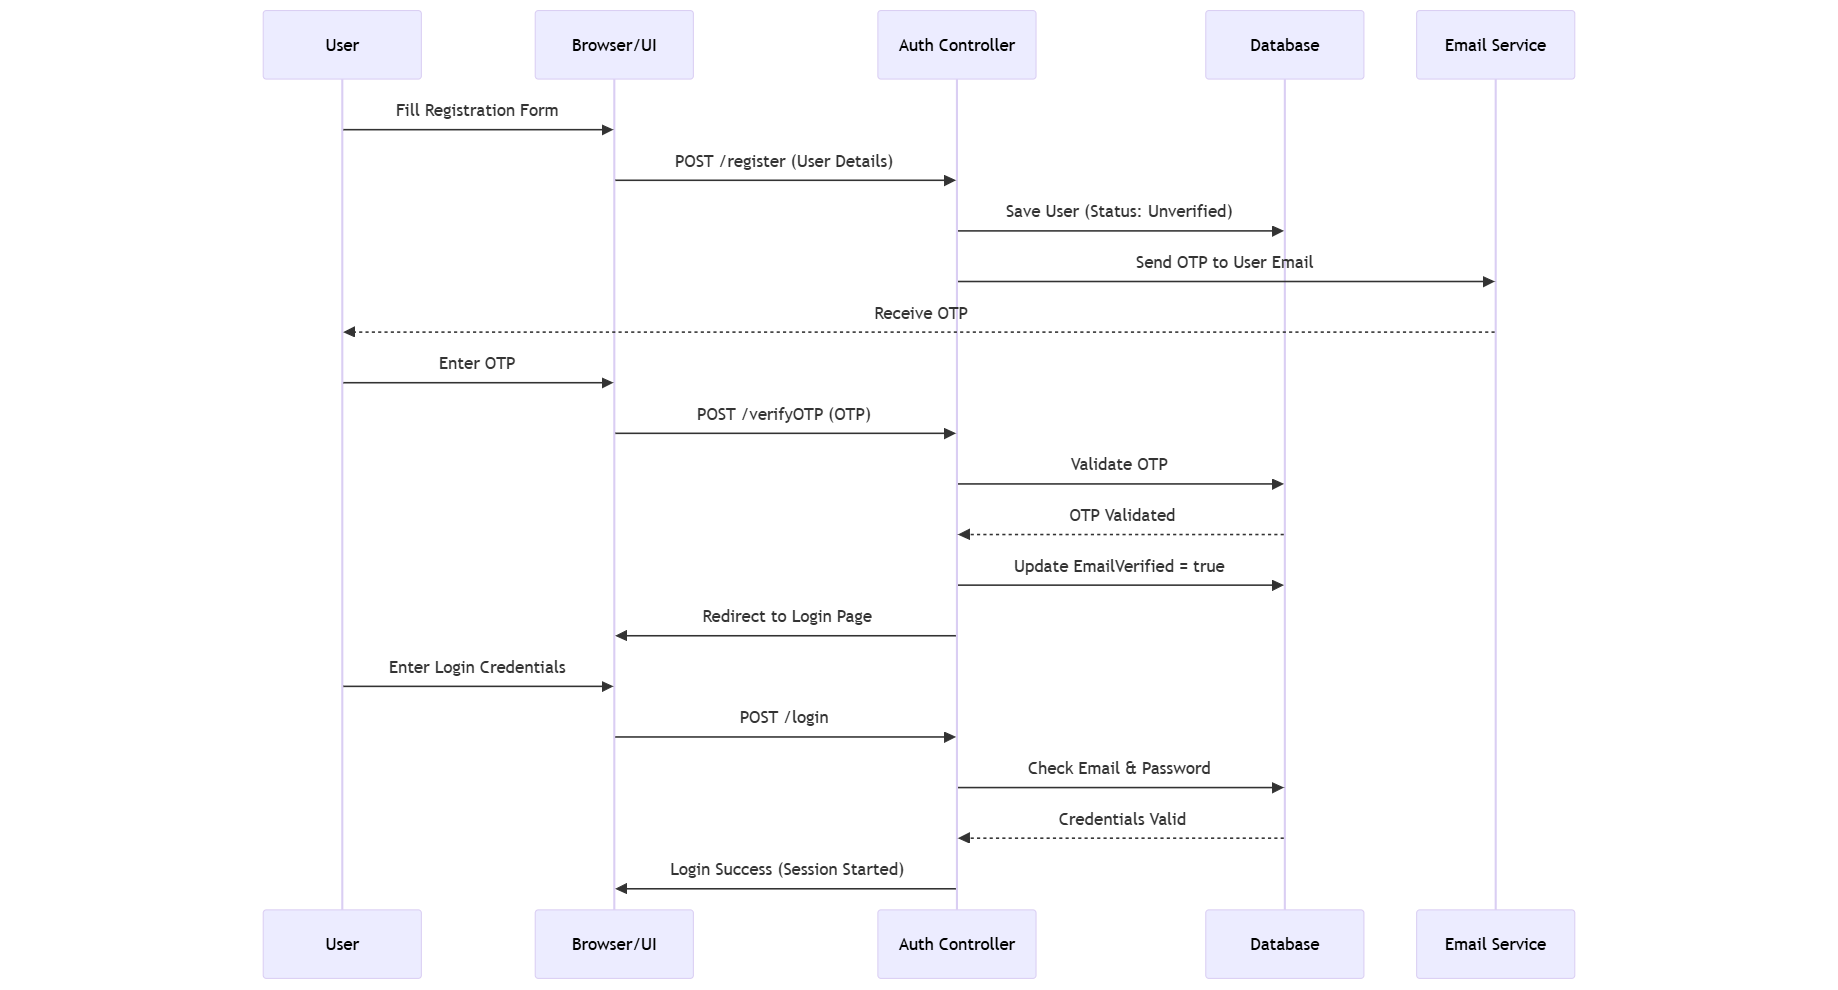 User
Browser/UI
Auth Controller
Database
Email Service
Fill Registration Form
POST /register (User Details)
Save User (Status: Unverified)
Send OTP to User Email
Receive OTP
Enter OTP
POST /verifyOTP (OTP)
Validate OTP
OTP Validated
Update EmailVerified = true
Redirect to Login Page
Enter Login Credentials
POST /login
Check Email & Password
Credentials Valid
Login Success (Session Started)
User
Browser/UI
Auth Controller
Database
Email Service